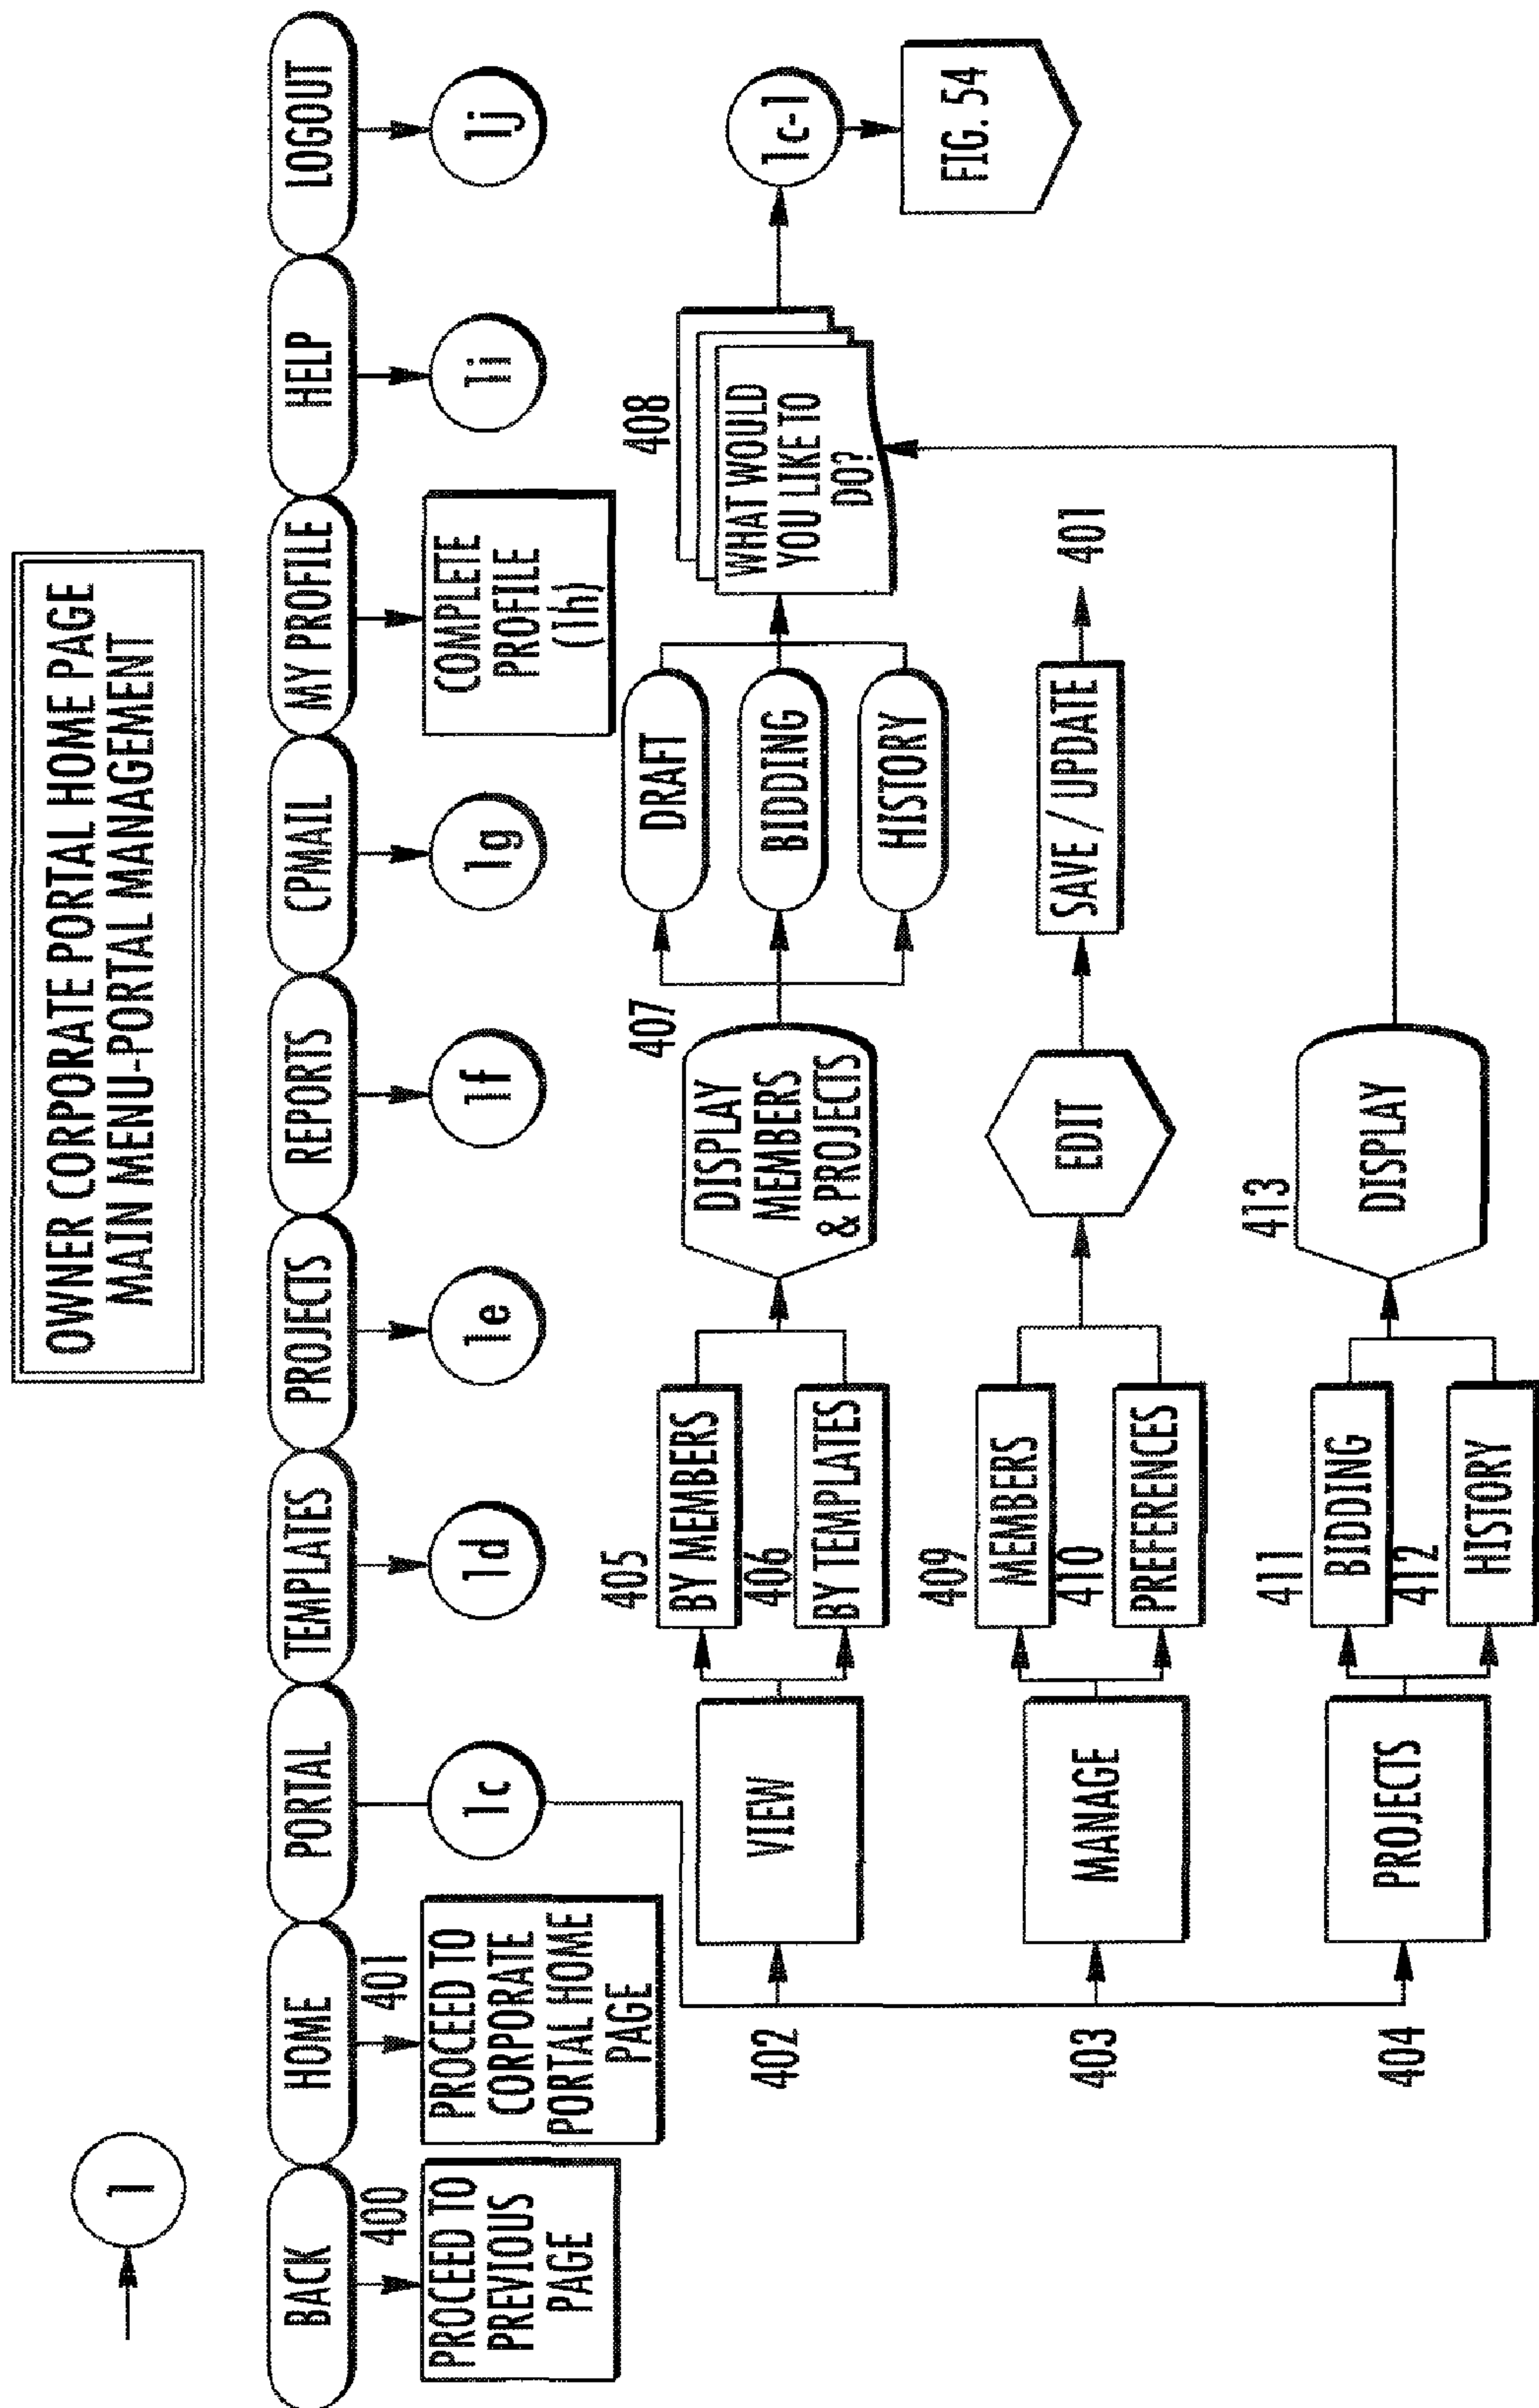 OWNER CORPORATE PORTAL HOME PAGE
MAIN MENU-PORTAL MANAGEMENT
1
BACK
HOME
PORTAL
TEMPLATES
PROJECTS
REPORTS
CPMAIL
MY PROFILE
HELP
LOGOUT
400
PROCEED TO
PREVIOUS
PAGE
401
PROCEED TO
CORPORATE
PORTAL HOME
PAGE
1c
1d
1e
1f
1g
COMPLETE
PROFILE
(1h)
1i
1j
402
VIEW
405
BY MEMBERS
406
BY TEMPLATES
407
DISPLAY
MEMBERS
& PROJECTS
DRAFT
BIDDING
HISTORY
408
WHAT WOULD
YOU LIKE TO
DO?
1c-1
FIG. 54
403
MANAGE
409
MEMBERS
410
PREFERENCES
EDIT
SAVE / UPDATE
401
404
PROJECTS
411
BIDDING
412
HISTORY
413
DISPLAY